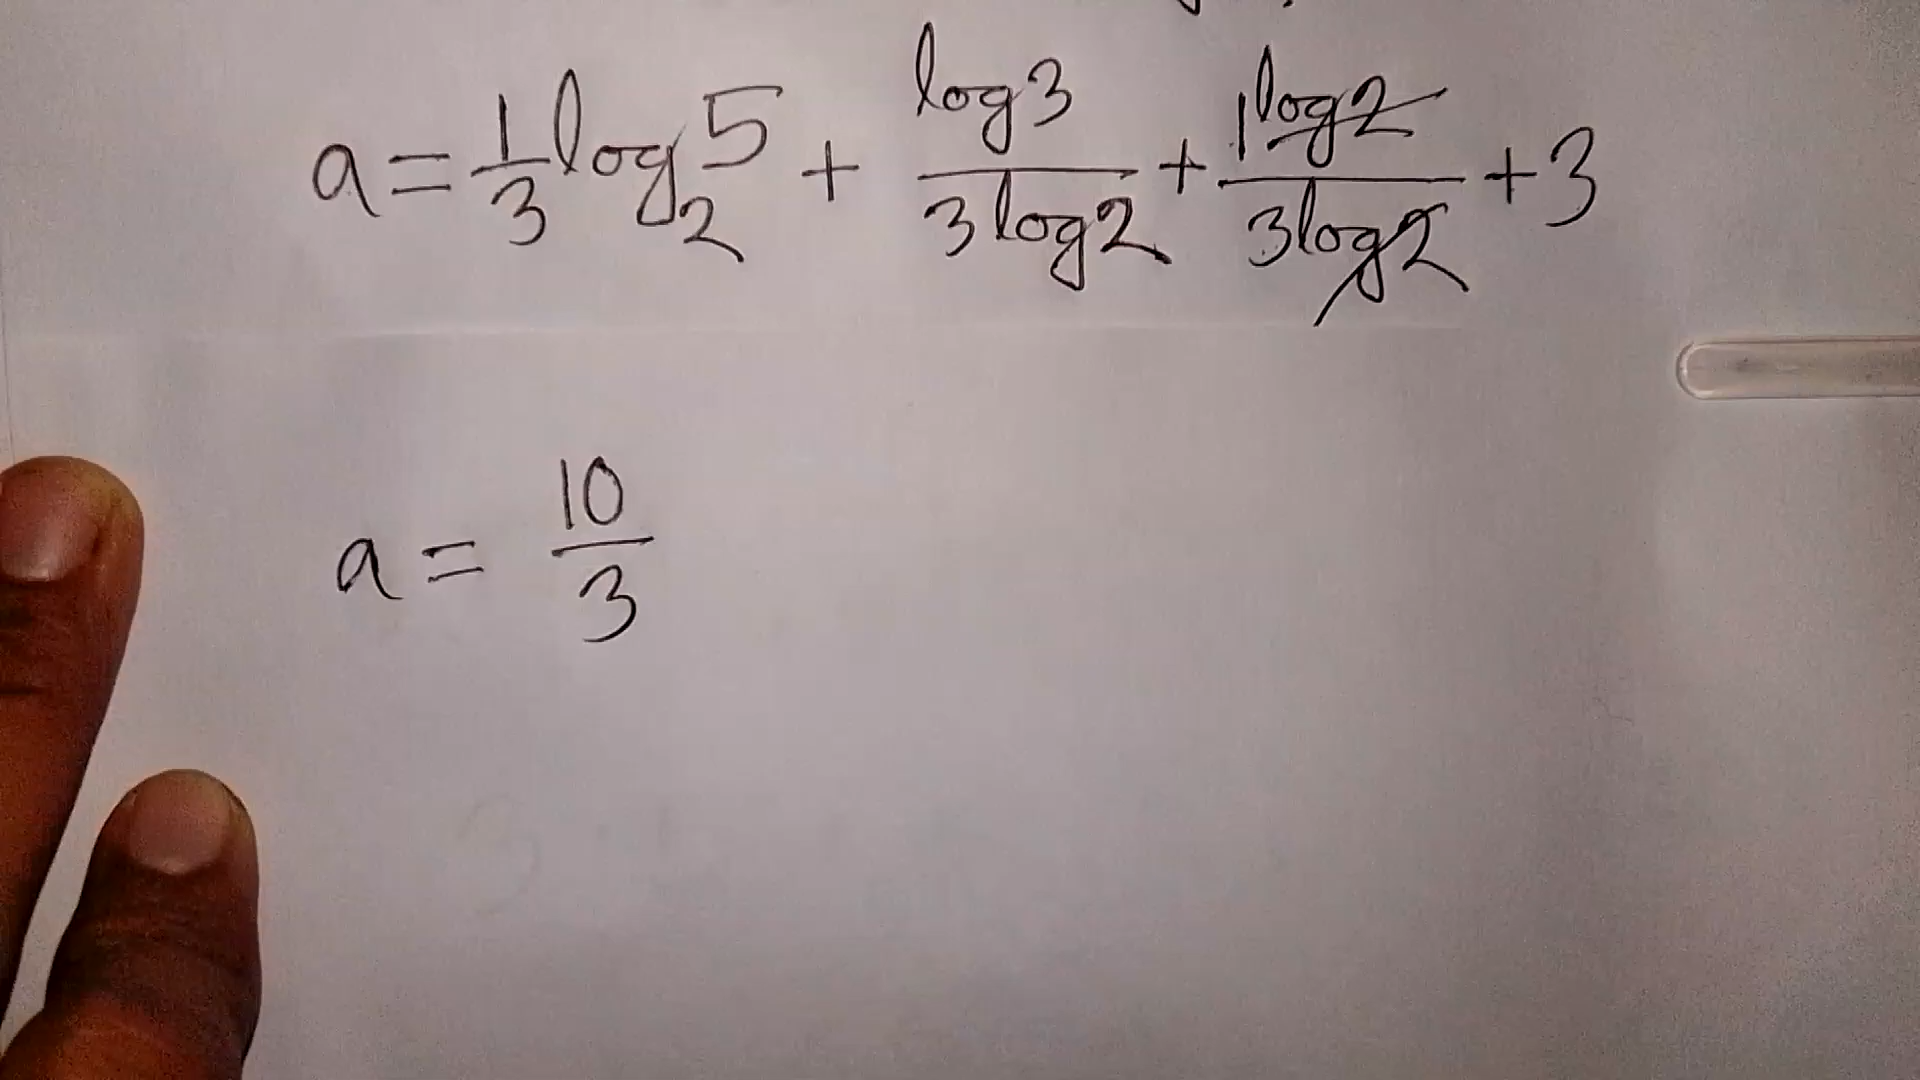 a = 1/3 log₂5 + log3/3log2 + 1log2/3log2 + 3
a = 10/3